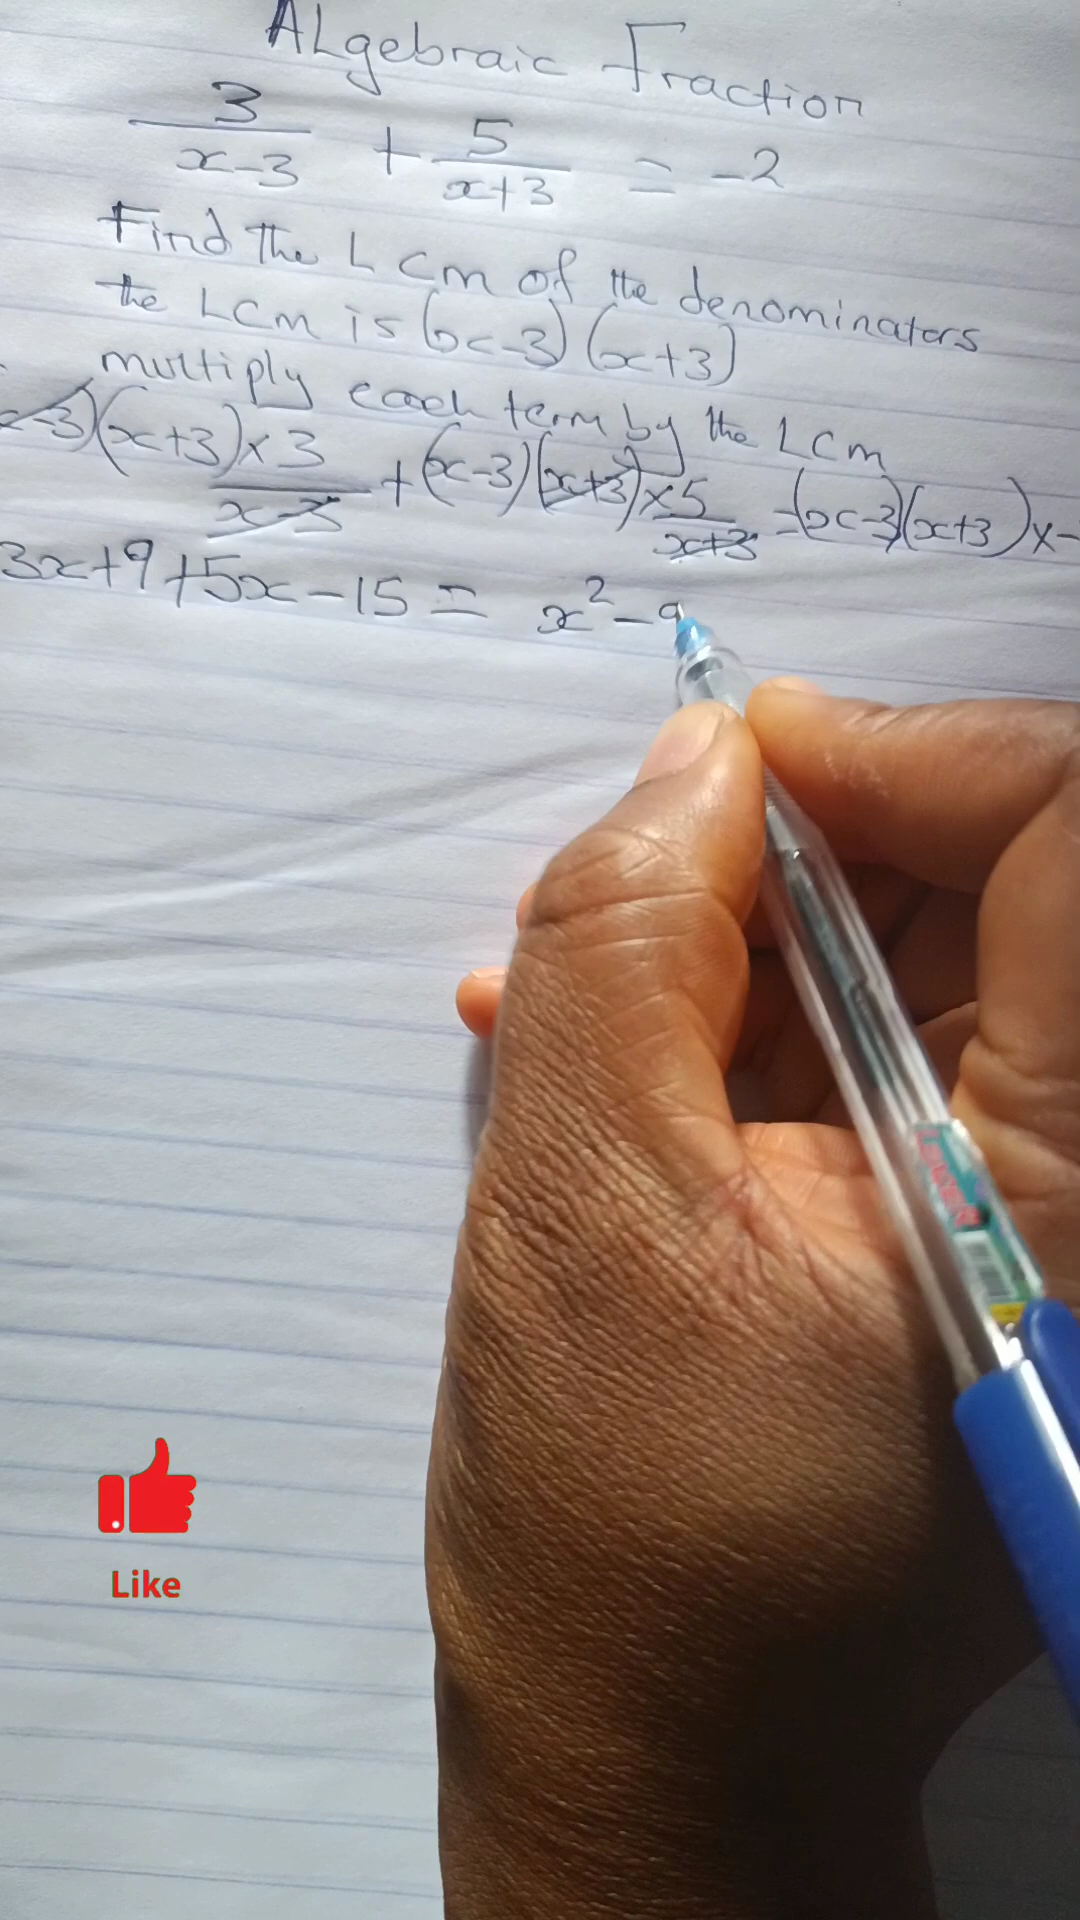 ALgebraic Fraction
3/x-3 + 5/x+3 = -2
Find the LCm of the denominators
the LCm is (x-3)(x+3)
multiply each term by the LCm
x-3)(x+3)×3/x-3 + (x-3)(x+3)×5/x+3 = (x-3)(x+3)×-
3x+9+5x-15 = x²-9
Like